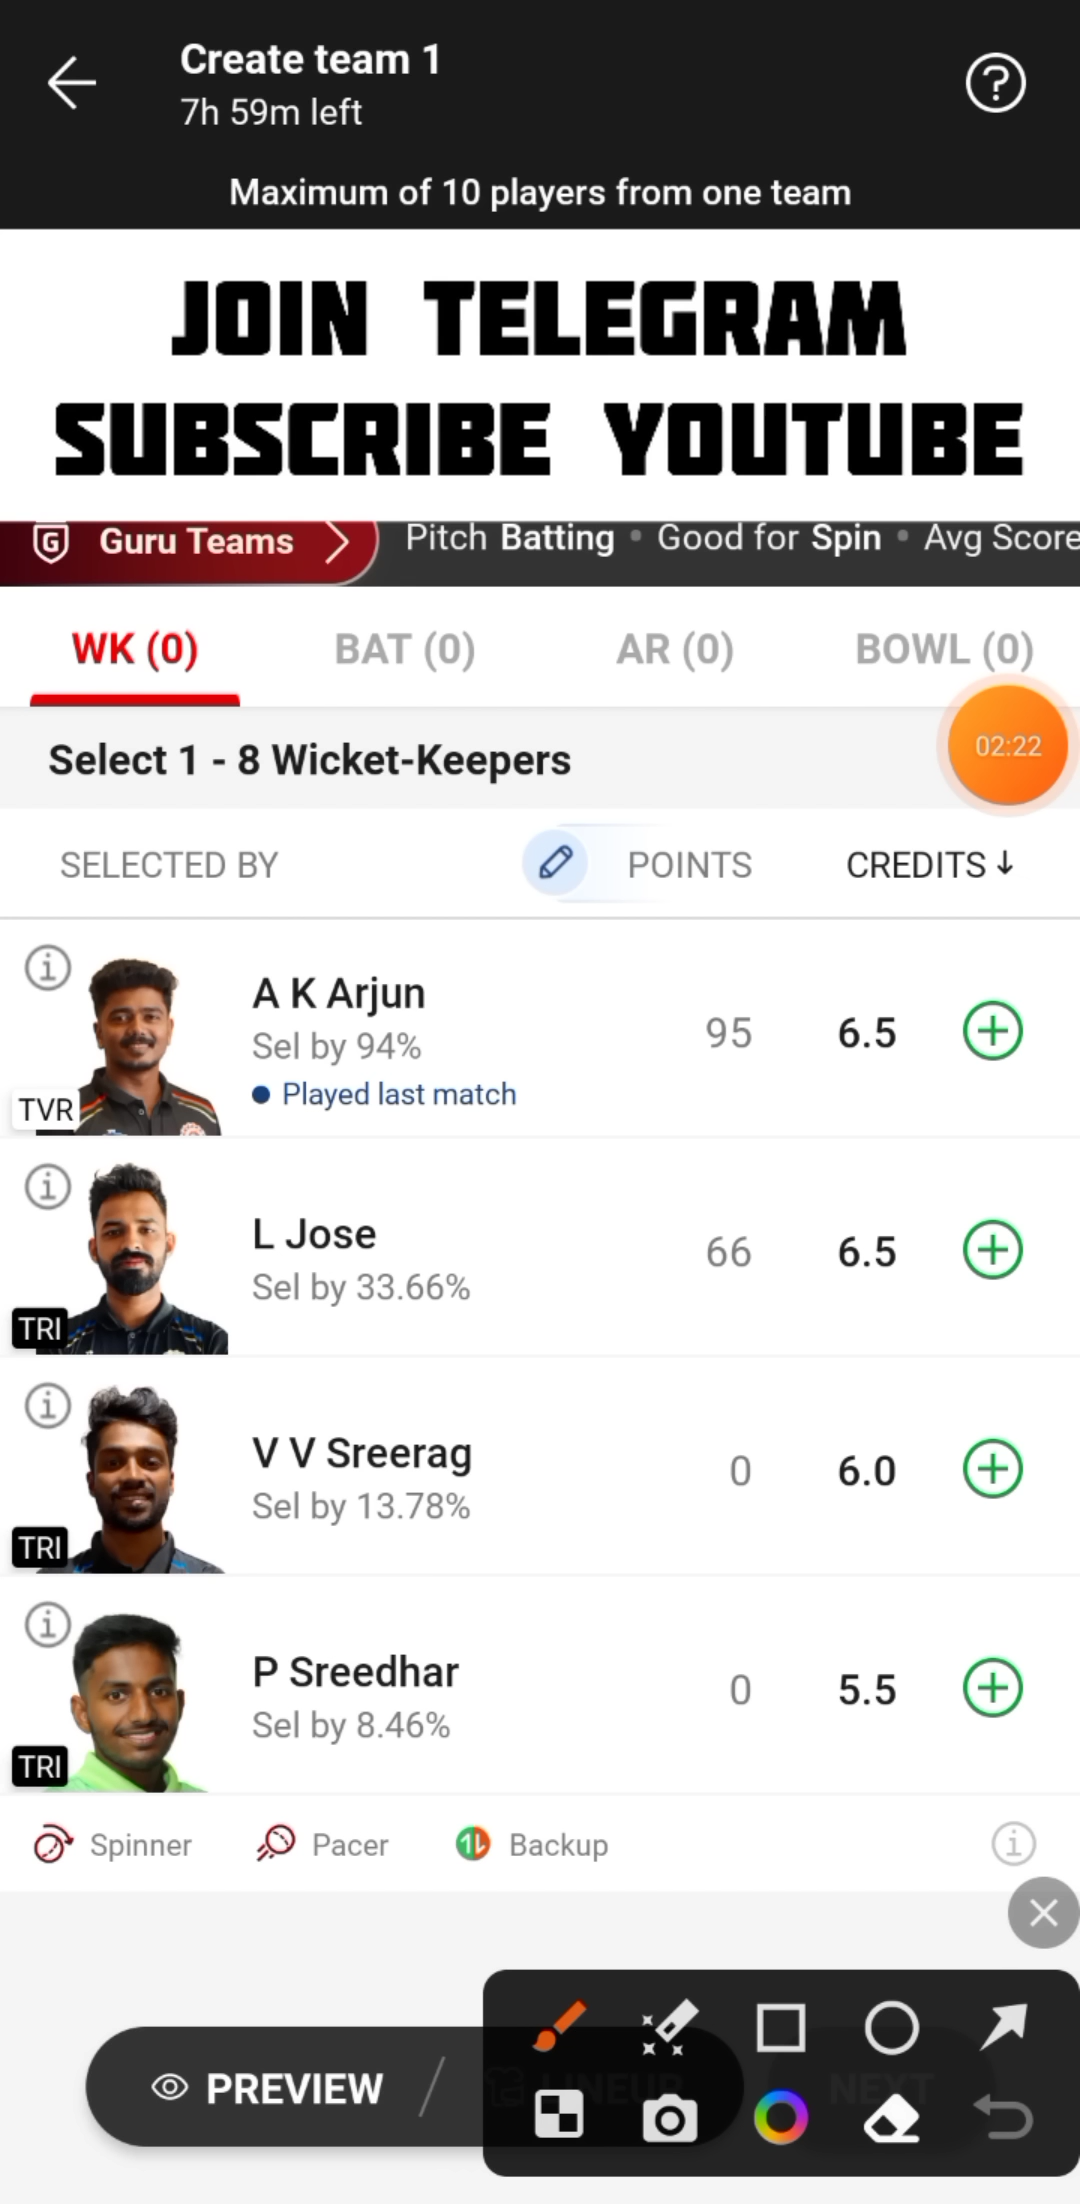 Create team 1
7h 59m left
Maximum of 10 players from one team
JOIN TELEGRAM
SUBSCRIBE YOUTUBE
Guru Teams
Pitch Batting • Good for Spin • Avg Score
WK (0) BAT (0) AR (0) BOWL (0)
Select 1 - 8 Wicket-Keepers
02:22
SELECTED BY POINTS CREDITS ↓
A K Arjun
Sel by 94%
95 6.5
• Played last match
TVR
L Jose
Sel by 33.66%
66 6.5
TRI
V V Sreerag
Sel by 13.78%
0 6.0
TRI
P Sreedhar
Sel by 8.46%
0 5.5
TRI
Spinner Pacer Backup
PREVIEW / LINEUP NEXT